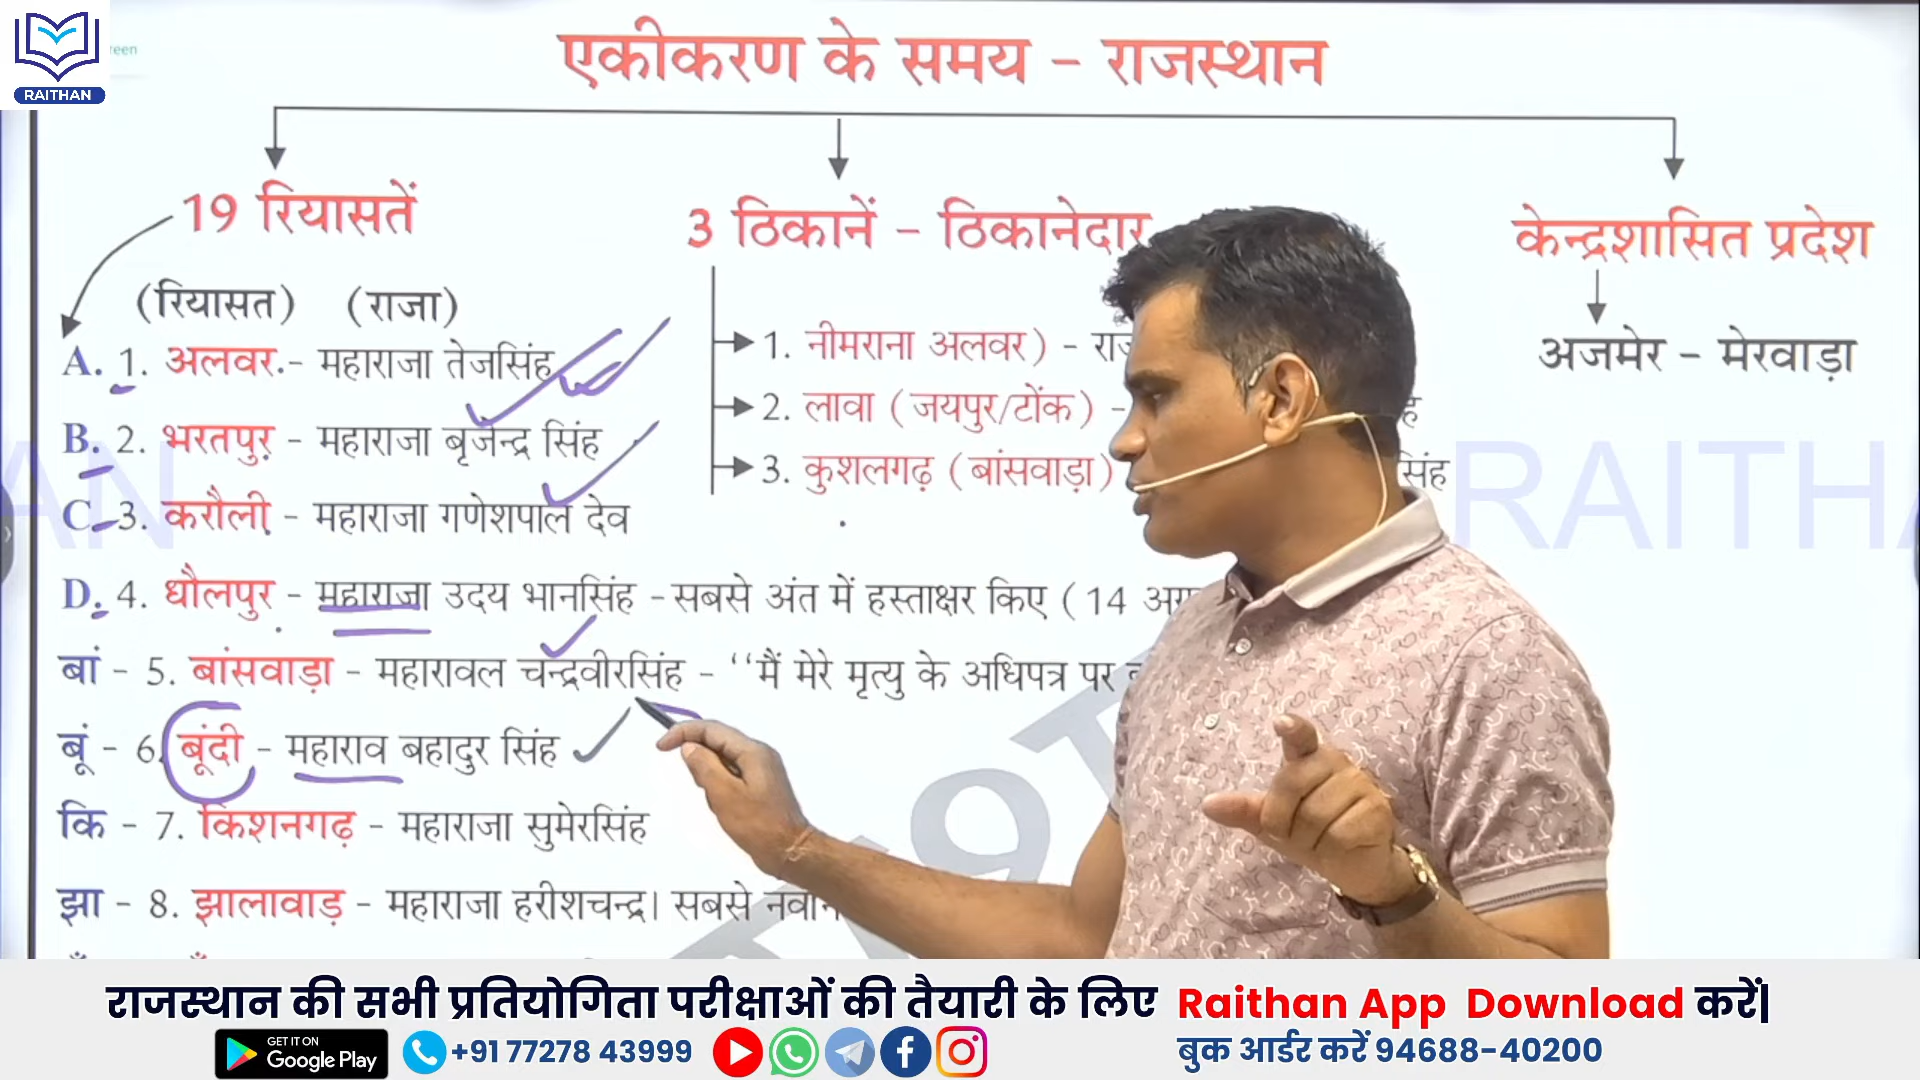 RAITHAN
reen
एकीकरण के समय - राजस्थान
19 रियासतें
3 ठिकानें - ठिकानेदार
केन्द्रशासित प्रदेश
(रियासत) (राजा)
अजमेर - मेरवाड़ा
A. 1. अलवर.- महाराजा तेजसिंह
B. 2. भरतपुर - महाराजा बृजेन्द्र सिंह
C. 3. करौली - महाराजा गणेशपाल देव
D. 4. धौलपुर - महाराजा उदय भानसिंह - सबसे अंत में हस्ताक्षर किए ( 14
बां - 5. बांसवाड़ा - महारावल चन्द्रवीरसिंह - ‘‘मैं मेरे मृत्यु के अधिपत्र पर
बूं - 6. बूंदी - महाराव बहादुर सिंह
कि - 7. किशनगढ़ - महाराजा सुमेरसिंह
झा - 8. झालावाड़ - महाराजा हरीशचन्द्र। सबसे
1. नीमराना अलवर ) -
2. लावा ( जयपुर/टोंक ) -
3. कुशलगढ़ ( बांसवाड़ा ) सिंह
RAITH
राजस्थान की सभी प्रतियोगिता परीक्षाओं की तैयारी के लिए Raithan App Download करें|
GET IT ON
Google Play
+91 77278 43999
बुक आर्डर करें 94688-40200